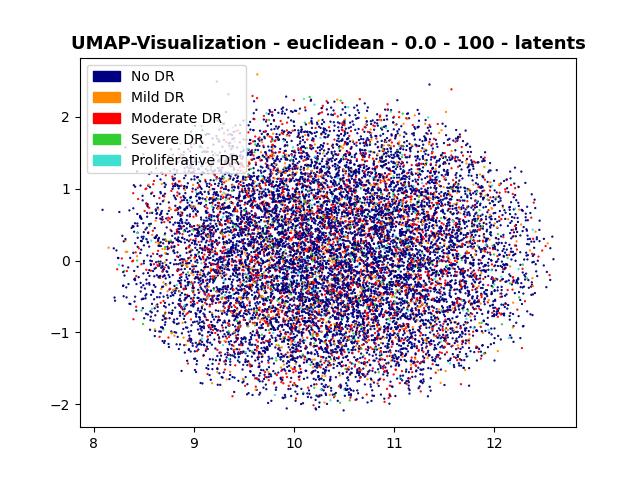 UMAP-Visualization - euclidean - 0.0 - 100 - latents
No DR
Mild DR
Moderate DR
Severe DR
Proliferative DR
2
1
0
−1
−2
8
9
10
11
12